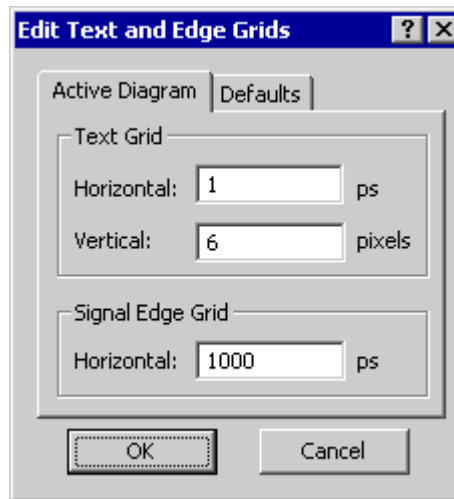 Edit Text and Edge Grids ? ×
Active Diagram Defaults
Text Grid
Horizontal: 1 ps
Vertical: 6 pixels
Signal Edge Grid
Horizontal: 1000 ps
OK Cancel